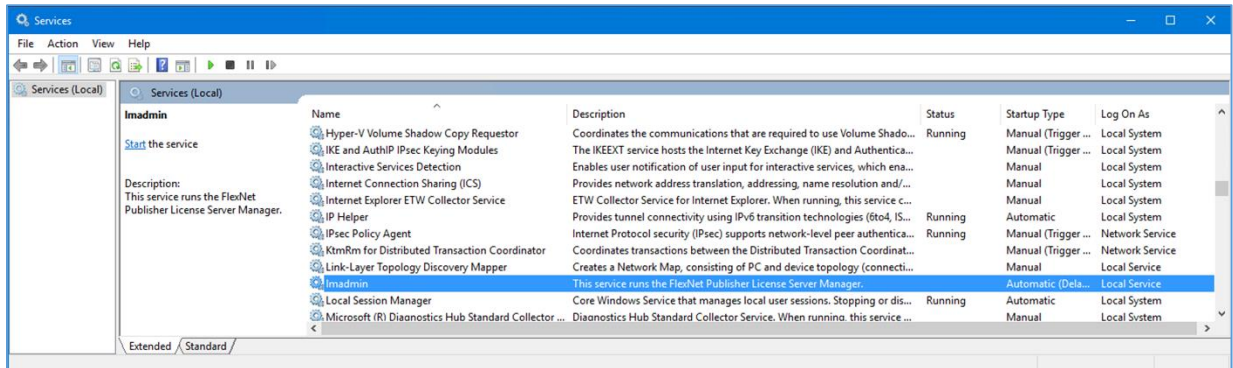 Services
File Action View Help
Services (Local)
Services (Local)
lmadmin
Start the service
Description:
This service runs the FlexNet
Publisher License Server Manager.
Name Description Status Startup Type Log On As
Hyper-V Volume Shadow Copy Requestor Coordinates the communications that are required to use Volume Shado... Running Manual (Trigger ... Local System
IKE and AuthIP IPsec Keying Modules The IKEEXT service hosts the Internet Key Exchange (IKE) and Authentica... Manual (Trigger ... Local System
Interactive Services Detection Enables user notification of user input for interactive services, which ena... Manual Local System
Internet Connection Sharing (ICS) Provides network address translation, addressing, name resolution and/... Manual Local System
Internet Explorer ETW Collector Service ETW Collector Service for Internet Explorer. When running, this service c... Manual Local System
IP Helper Provides tunnel connectivity using IPv6 transition technologies (6to4, IS... Running Automatic Local System
IPsec Policy Agent Internet Protocol security (IPsec) supports network-level peer authentica... Running Manual (Trigger ... Network Service
KtmRm for Distributed Transaction Coordinator Coordinates transactions between the Distributed Transaction Coordinat... Manual (Trigger ... Network Service
Link-Layer Topology Discovery Mapper Creates a Network Map, consisting of PC and device topology (connecti... Manual Local Service
lmadmin This service runs the FlexNet Publisher License Server Manager. Automatic (Dela... Local Service
Local Session Manager Core Windows Service that manages local user sessions. Stopping or dis... Running Automatic Local System
Microsoft (R) Diagnostics Hub Standard Collector ... Diagnostics Hub Standard Collector Service. When running, this service ... Manual Local System
Extended Standard